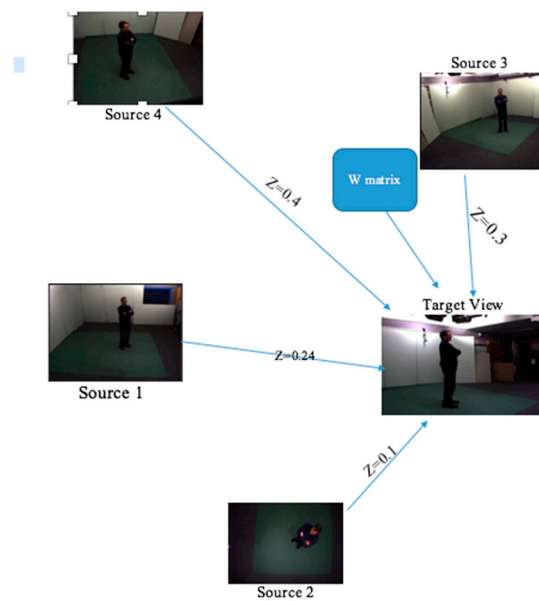 Source 3
Source 4
W matrix
Z=0.4
Z=0.3
Target View
Z=0.24
Source 1
Z=0.1
Source 2